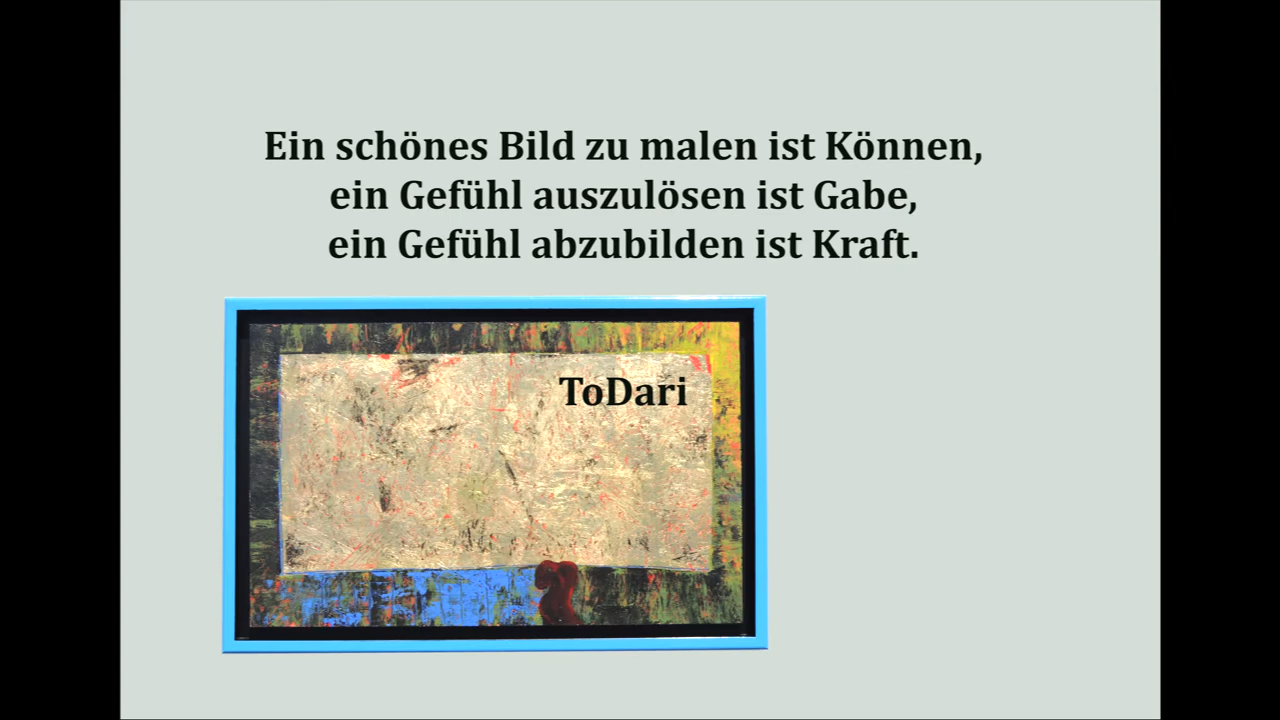 Ein schönes Bild zu malen ist Können,
ein Gefühl auszulösen ist Gabe,
ein Gefühl abzubilden ist Kraft.
ToDari